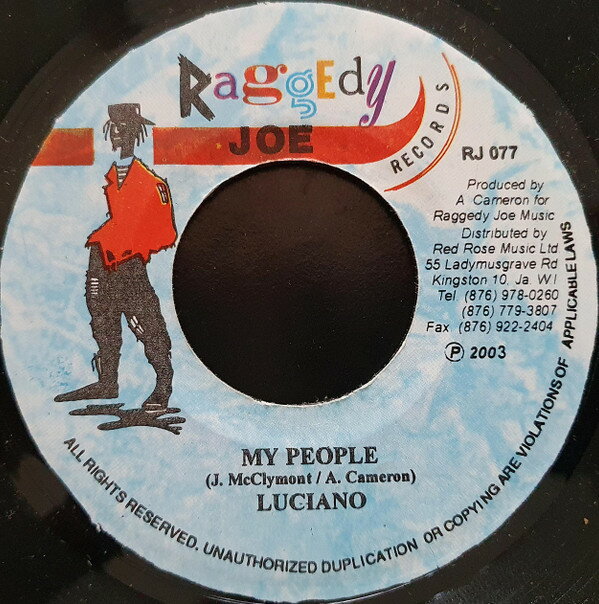 RaggEdy
JOE
RECORDS
RJ 077
Produced by
A Cameron for
Raggedy Joe Music
Distributed by
Red Rose Music Ltd
55 Ladymusgrave Rd
Kingston 10, Ja. W.I
Tel. (876) 978-0260
(876) 779-3807
Fax (876) 922-2404
Ⓟ 2003
MY PEOPLE
(J. McClymont / A. Cameron)
LUCIANO
ALL RIGHTS RESERVED. UNAUTHORIZED DUPLICATION OR COPYING ARE VIOLATIONS OF APPLICABLE LAWS